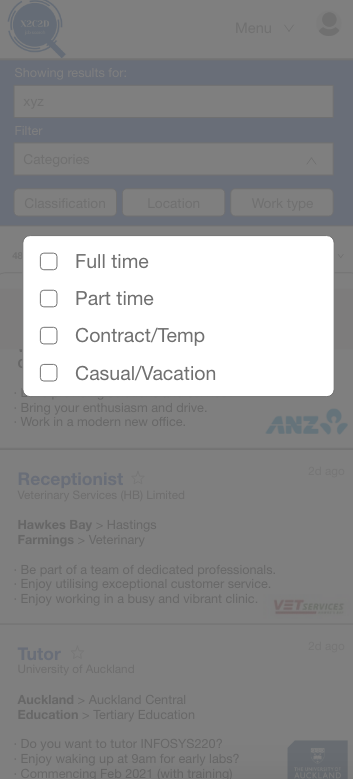 XSCED
Menu
Showing results for:
xyz
Filter
Categories
Classification
Location
Work type
Full time
Part time
Contract/Temp
Casual/Vacation
· Bring your enthusiasm and drive.
· Work in a modern new office.
ANZ
Receptionist
2d ago
Veterinary Services (HB) Limited
Hawkes Bay > Hastings
Farmings > Veterinary
· Be part of a team of dedicated professionals.
· Enjoy utilising exceptional customer service.
· Enjoy working in a busy and vibrant clinic.
VET SERVICES
Tutor
2d ago
University of Auckland
Auckland > Auckland Central
Education > Tertiary Education
· Do you want to tutor INFOSYS220?
· Enjoy waking up at 9am for early labs?
· Commencing Feb 2021 (with training)
AUCKLAND